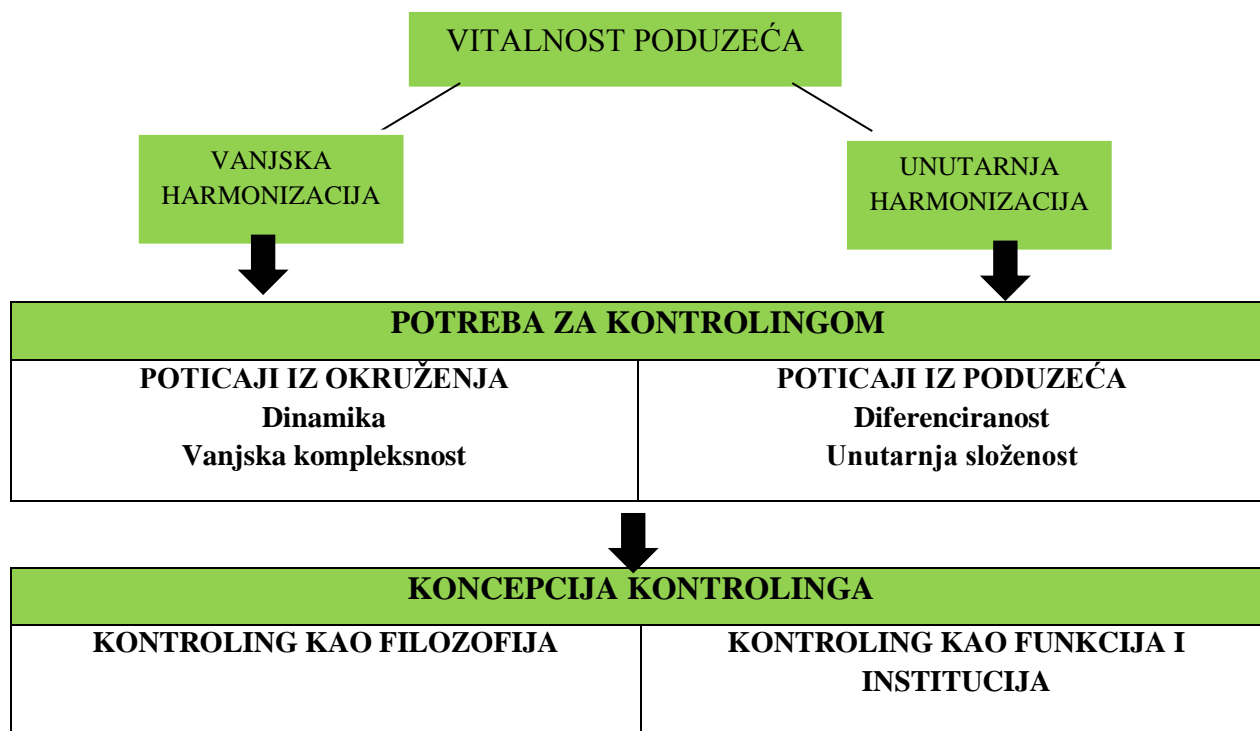 VITALNOST PODUZEĆA
VANJSKA
HARMONIZACIJA
UNUTARNJA
HARMONIZACIJA
POTREBA ZA KONTROLINGOM
POTICAJI IZ OKRUŽENJA
Dinamika
Vanjska kompleksnost
POTICAJI IZ PODUZEĆA
Diferenciranost
Unutarnja složenost
KONCEPCIJA KONTROLINGA
KONTROLING KAO FILOZOFIJA
KONTROLING KAO FUNKCIJA I
INSTITUCIJA